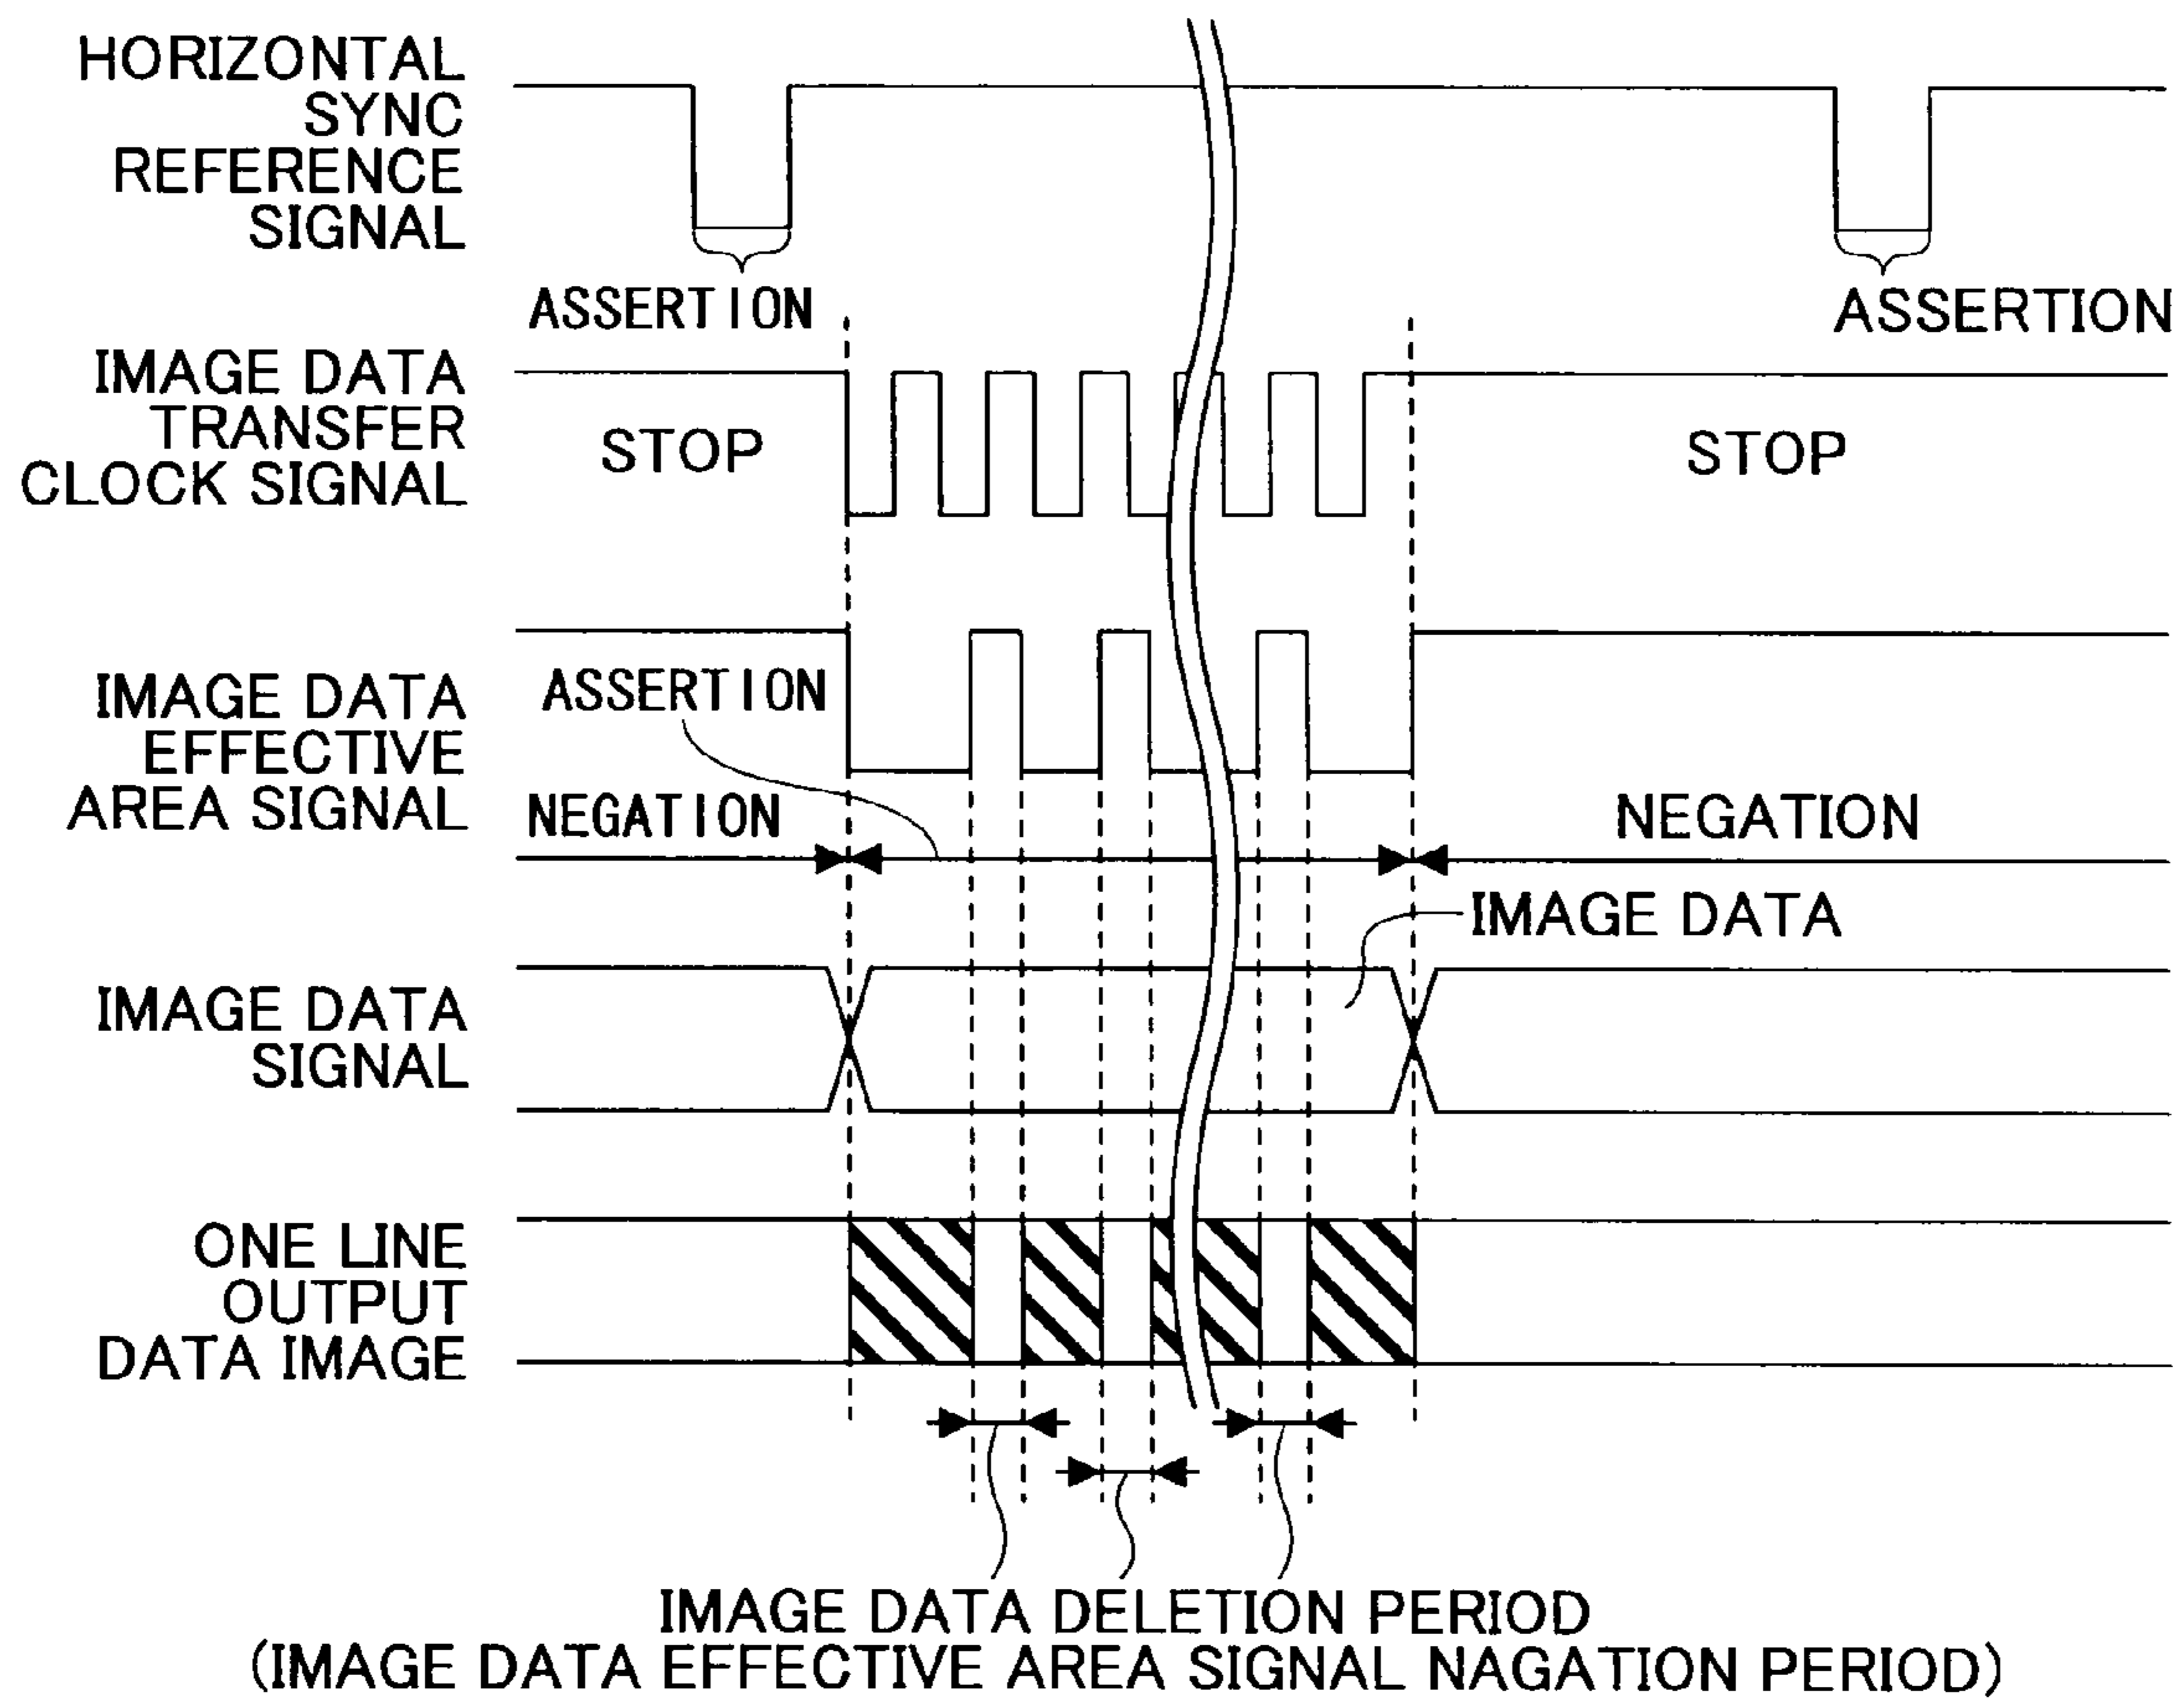 HORIZONTAL
SYNC
REFERENCE
SIGNAL
ASSERTION
ASSERTION
IMAGE DATA
TRANSFER
CLOCK SIGNAL
STOP
STOP
IMAGE DATA
EFFECTIVE
AREA SIGNAL
ASSERTION
NEGATION
NEGATION
IMAGE DATA
IMAGE DATA
SIGNAL
ONE LINE
OUTPUT
DATA IMAGE
IMAGE DATA DELETION PERIOD
(IMAGE DATA EFFECTIVE AREA SIGNAL NAGATION PERIOD)